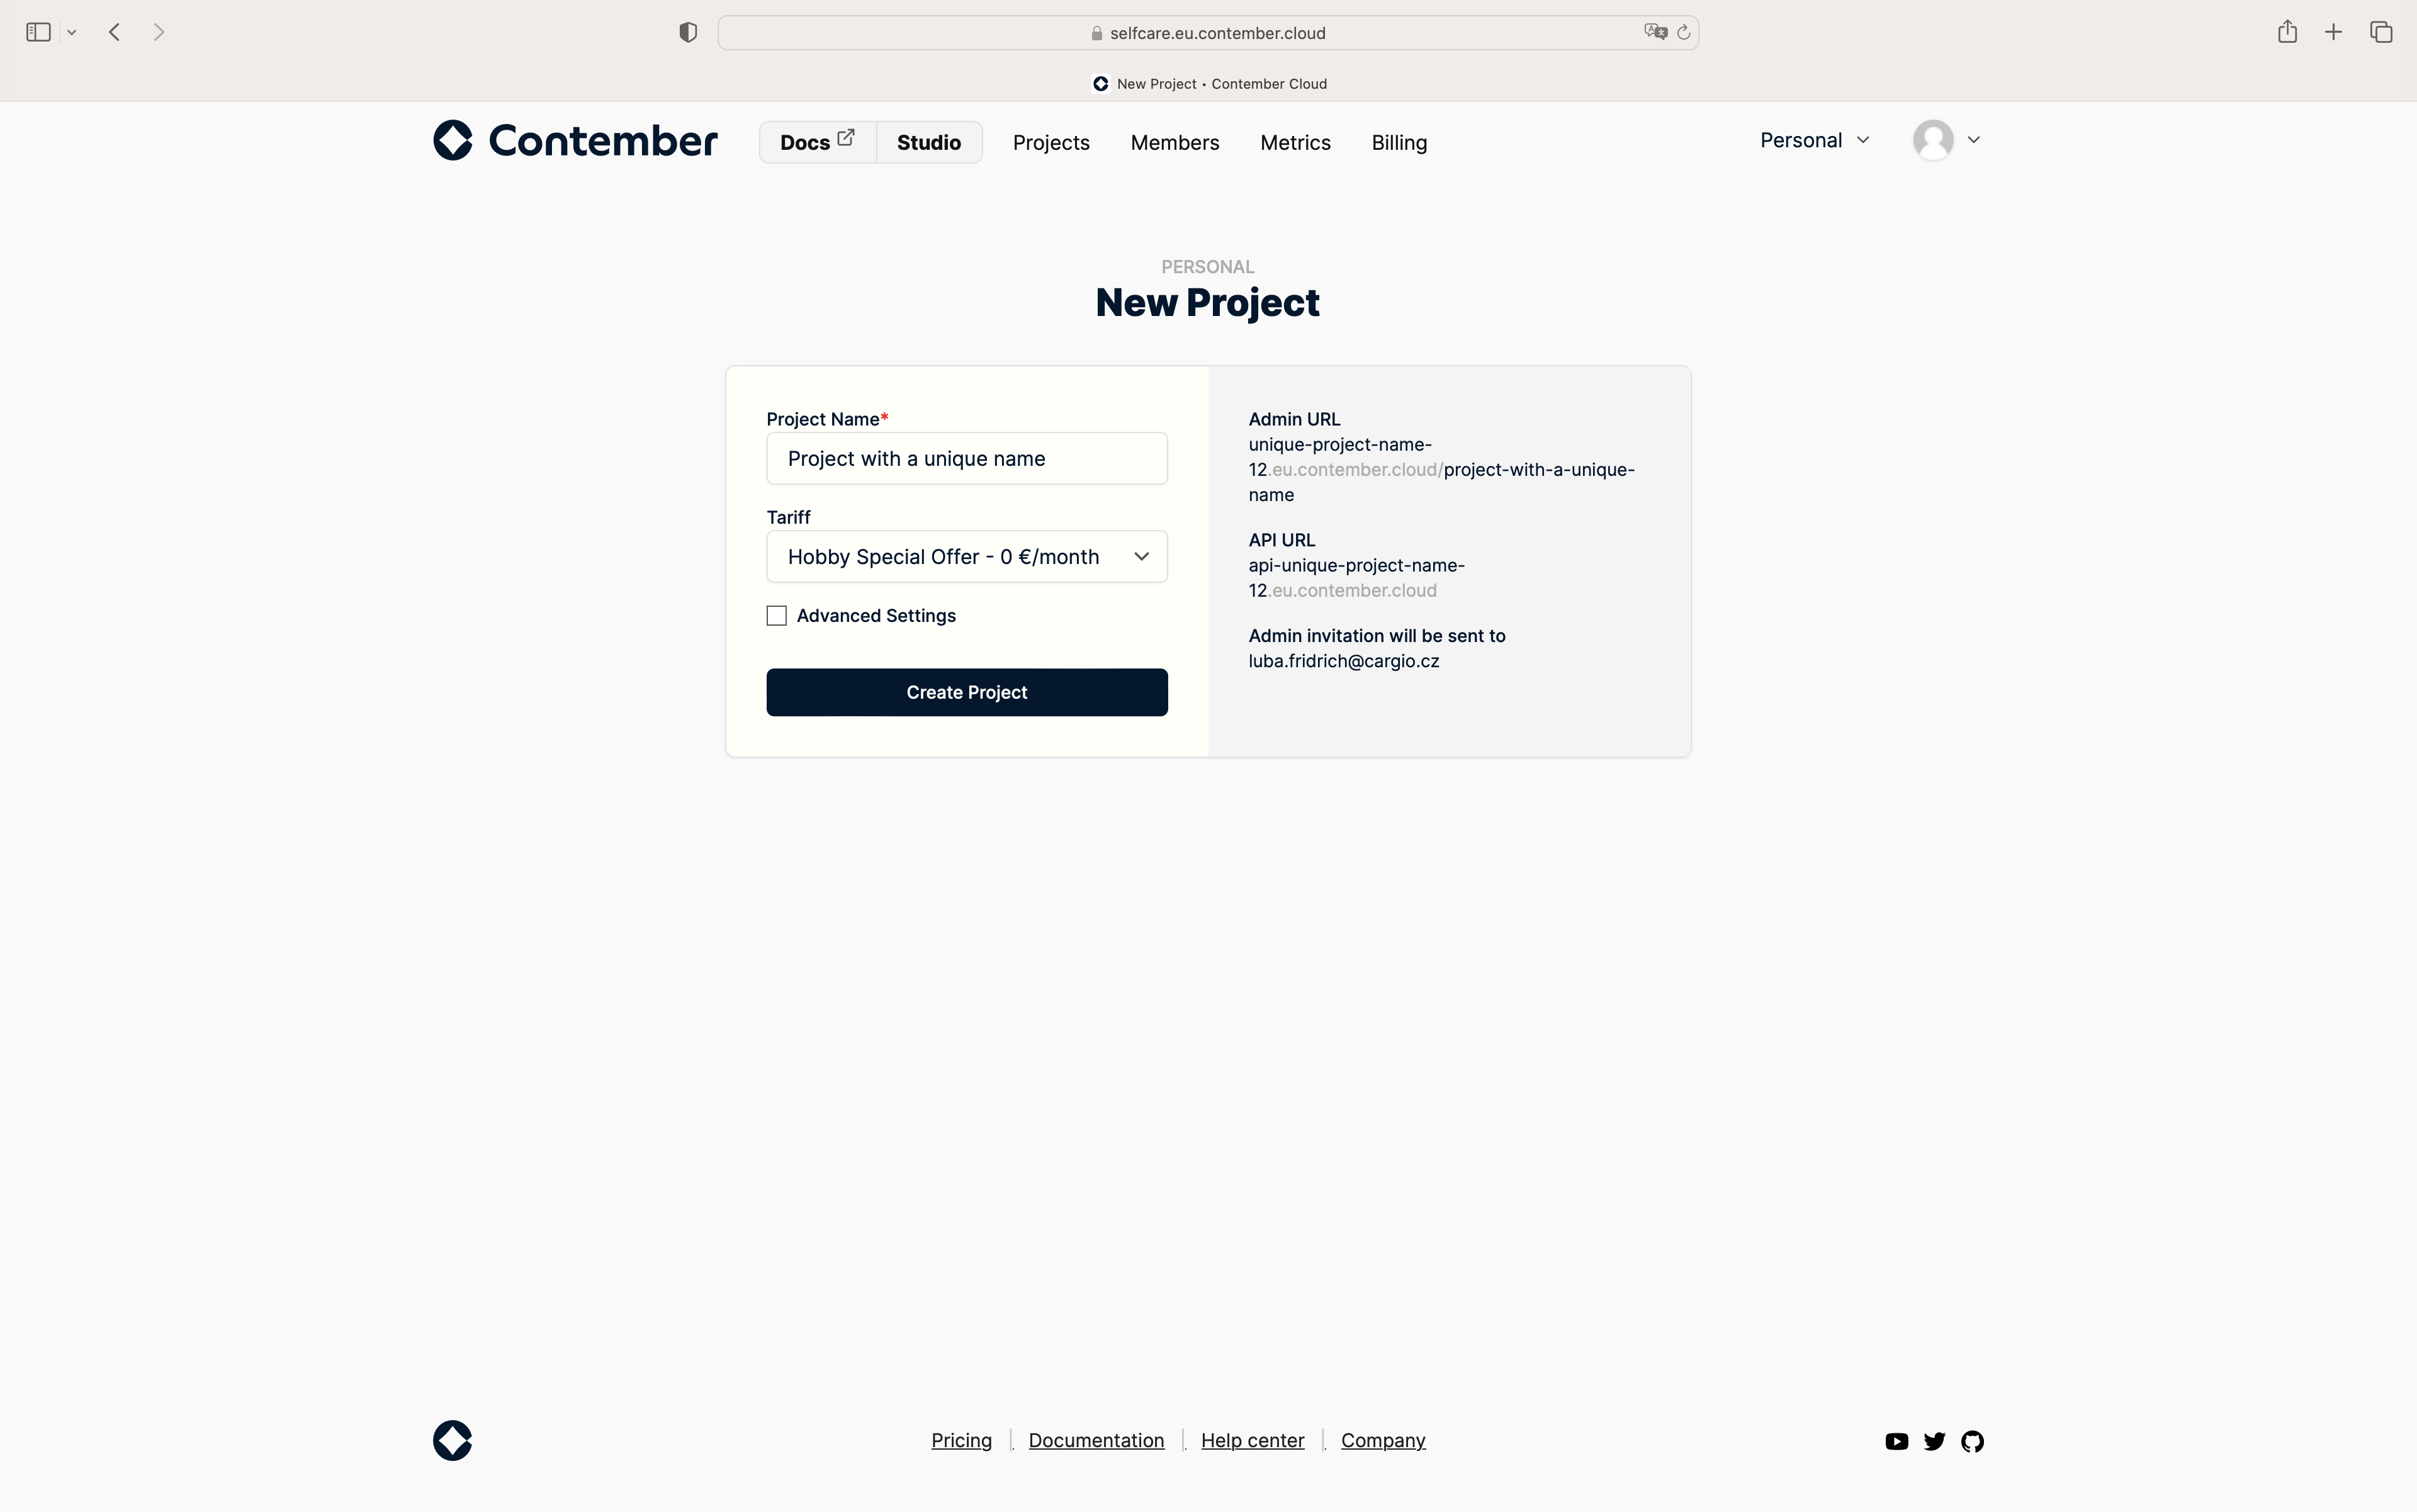 selfcare.eu.contember.cloud
New Project • Contember Cloud
Contember Docs Studio Projects Members Metrics Billing Personal
PERSONAL
New Project
Project Name*
Project with a unique name
Tariff
Hobby Special Offer - 0 €/month
Advanced Settings
Create Project
Admin URL
unique-project-name-
12.eu.contember.cloud/project-with-a-unique-
name
API URL
api-unique-project-name-
12.eu.contember.cloud
Admin invitation will be sent to
luba.fridrich@cargio.cz
Pricing Documentation Help center Company